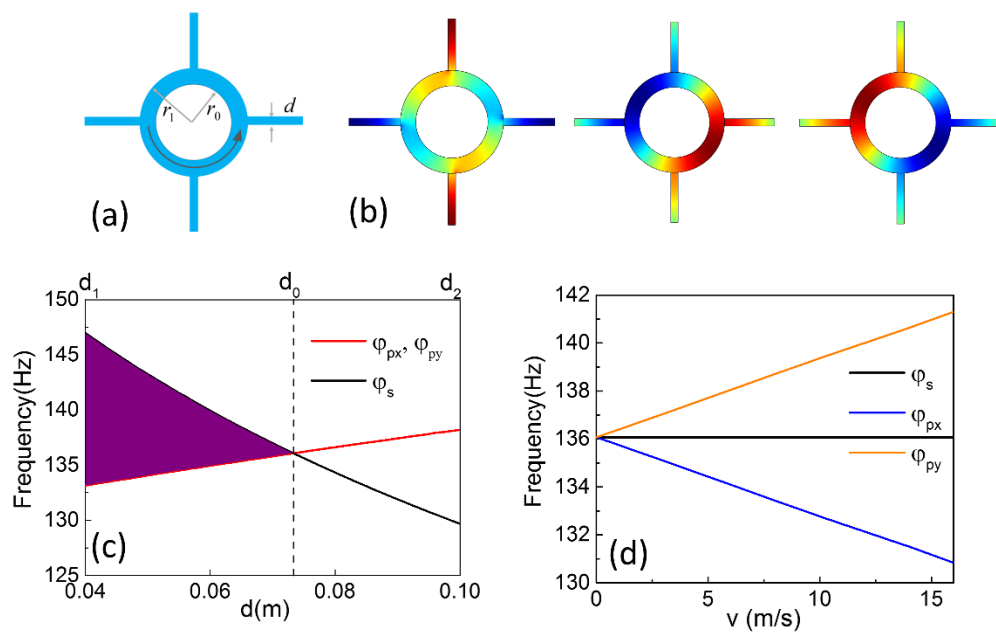 r₁ r₀ d
(a)
(b)
d₁ d₀ d₂
150
145
140
135
130
125
Frequency(Hz)
φₚₓ, φₚᵧ
φₛ
(c)
0.04 0.06 0.08 0.10
d(m)
142
140
138
136
134
132
130
Frequency(Hz)
φₛ
φₚₓ
φₚᵧ
(d)
0 5 10 15
v (m/s)